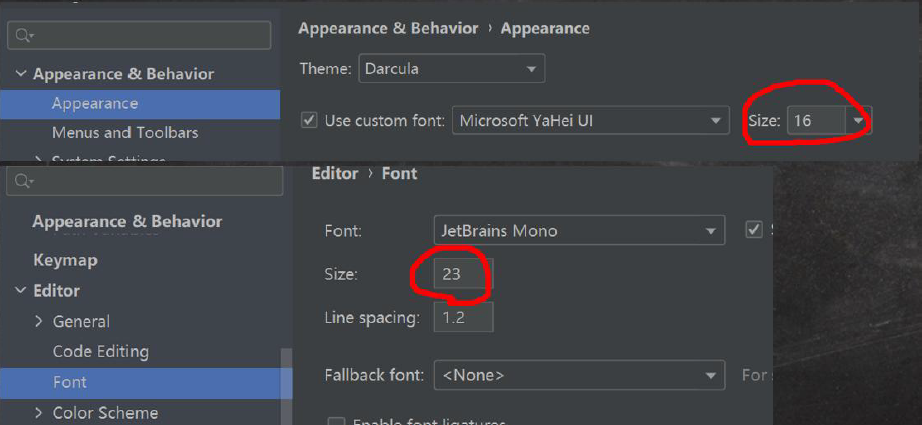 Appearance & Behavior › Appearance
Appearance & Behavior
Theme: Darcula
Appearance
Use custom font: Microsoft YaHei UI Size: 16
Menus and Toolbars
System Settings
Editor › Font
Appearance & Behavior
Font: JetBrains Mono
Keymap
Size: 23
Editor
General
Line spacing: 1.2
Code Editing
Font
Fallback font: <None> For
Color Scheme
Enable font ligatures